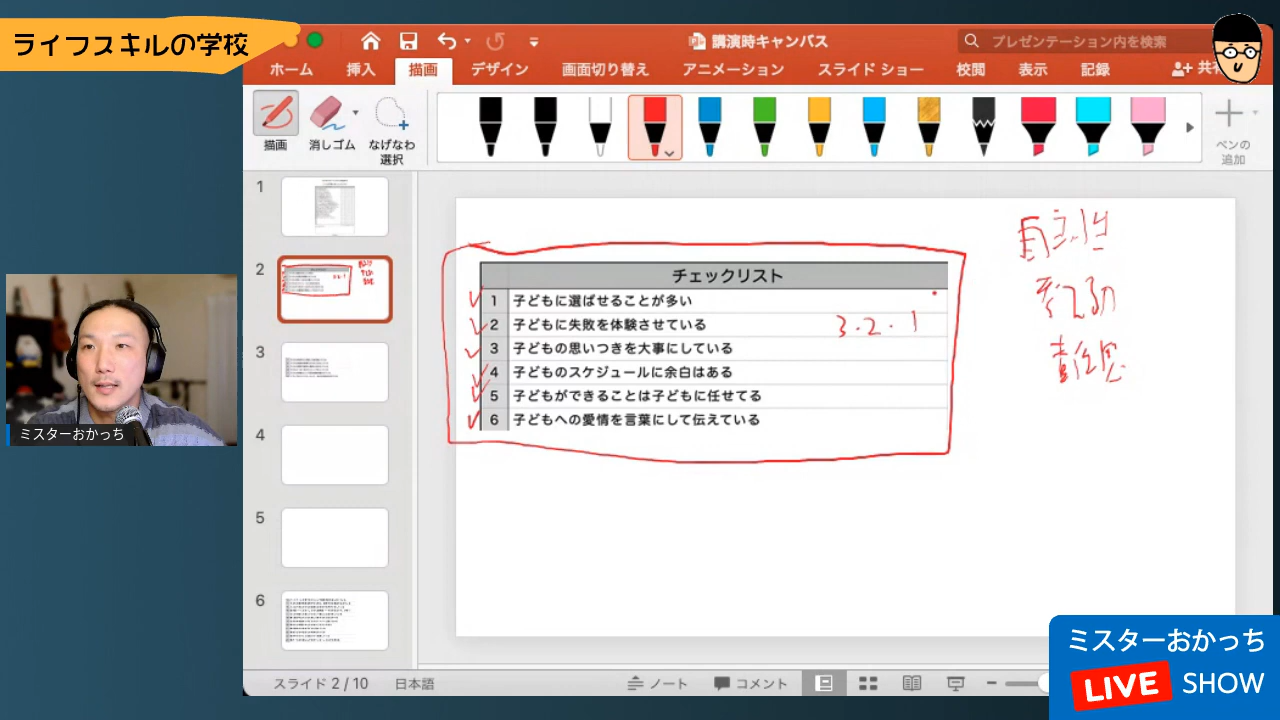 ライフスキルの学校
講演時キャンバス
プレゼンテーション内を検索
ホーム 挿入 描画 デザイン 画面切り替え アニメーション スライド ショー 校閲 表示 記録
描画 消しゴム なげなわ選択 ペンの追加
1
2
3
4
5
6
チェックリスト
1 子どもに選ばせることが多い
2 子どもに失敗を体験させている
3 子どもの思いつきを大事にしている
4 子どものスケジュールに余白はある
5 子どもができることは子どもに任せてる
6 子どもへの愛情を言葉にして伝えている
3.2.1
ミスターおかっち
スライド 2 / 10 日本語 ノート コメント
ミスターおかっち
LIVE SHOW